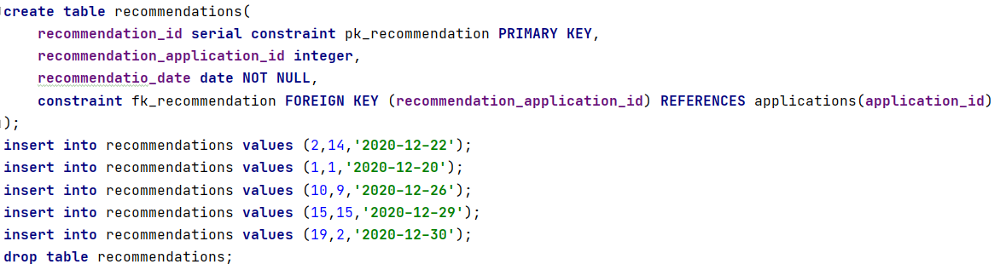 create table recommendations(
recommendation_id serial constraint pk_recommendation PRIMARY KEY,
recommendation_application_id integer,
recommendatio_date date NOT NULL,
constraint fk_recommendation FOREIGN KEY (recommendation_application_id) REFERENCES applications(application_id)
);
insert into recommendations values (2,14,'2020-12-22');
insert into recommendations values (1,1,'2020-12-20');
insert into recommendations values (10,9,'2020-12-26');
insert into recommendations values (15,15,'2020-12-29');
insert into recommendations values (19,2,'2020-12-30');
drop table recommendations;